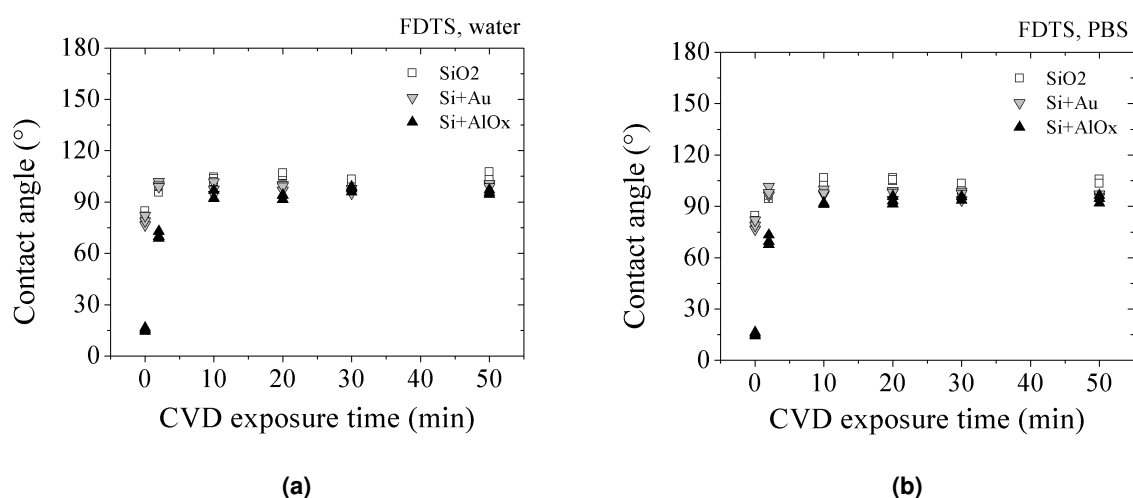 FDTS, water
180
150
120
90
60
30
0
Contact angle (°)
SiO2
Si+Au
Si+AlOx
0 10 20 30 40 50
CVD exposure time (min)
(a)
FDTS, PBS
180
150
120
90
60
30
0
Contact angle (°)
SiO2
Si+Au
Si+AlOx
0 10 20 30 40 50
CVD exposure time (min)
(b)